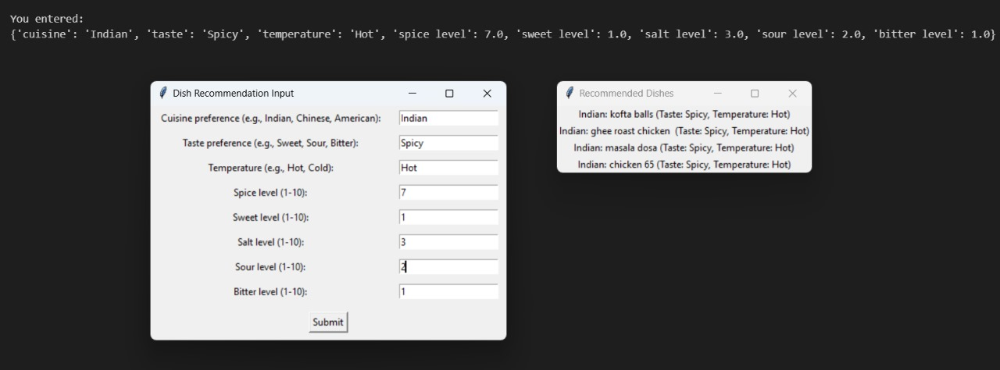 You entered:
{'cuisine': 'Indian', 'taste': 'Spicy', 'temperature': 'Hot', 'spice level': 7.0, 'sweet level': 1.0, 'salt level': 3.0, 'sour level': 2.0, 'bitter level': 1.0}
Dish Recommendation Input
Cuisine preference (e.g., Indian, Chinese, American): Indian
Taste preference (e.g., Sweet, Sour, Bitter): Spicy
Temperature (e.g., Hot, Cold): Hot
Spice level (1-10): 7
Sweet level (1-10): 1
Salt level (1-10): 3
Sour level (1-10): 2
Bitter level (1-10): 1
Submit
Recommended Dishes
Indian: kofta balls (Taste: Spicy, Temperature: Hot)
Indian: ghee roast chicken  (Taste: Spicy, Temperature: Hot)
Indian: masala dosa (Taste: Spicy, Temperature: Hot)
Indian: chicken 65 (Taste: Spicy, Temperature: Hot)